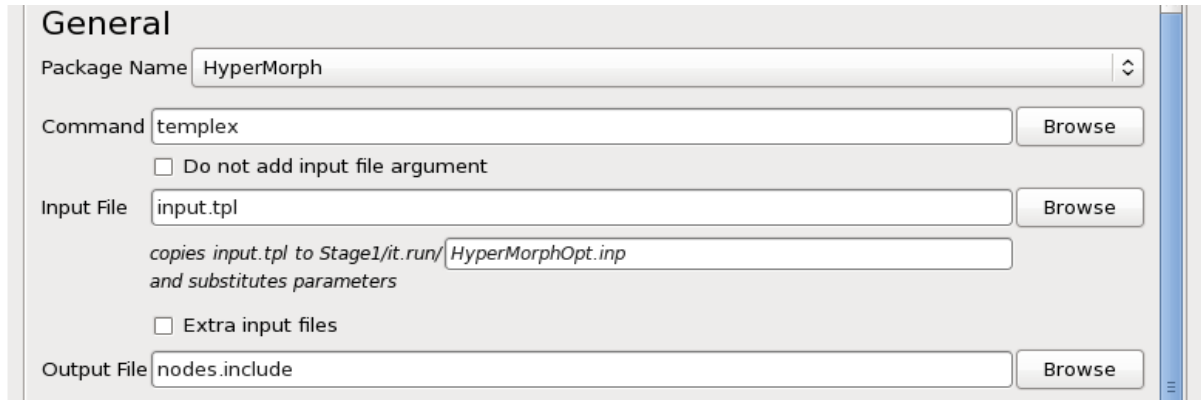 General
Package Name HyperMorph
Command templex Browse
Do not add input file argument
Input File input.tpl Browse
copies input.tpl to Stage1/it.run/ HyperMorphOpt.inp
and substitutes parameters
Extra input files
Output File nodes.include Browse